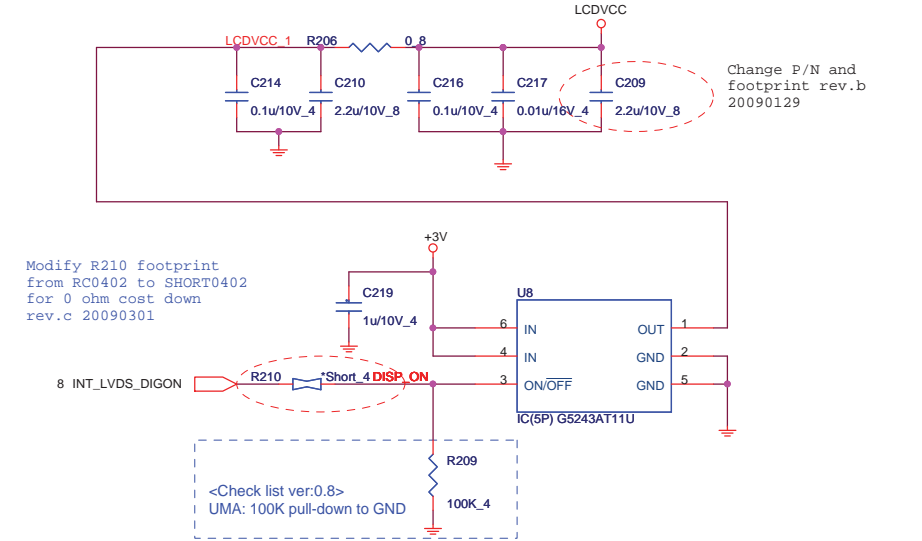 LCDVCC
LCDVCC_1 R206 0_8
C214 C210 C216 C217 C209
0.1u/10V_4 2.2u/10V_8 0.1u/10V_4 0.01u/16V_4 2.2u/10V_8
Change P/N and
footprint rev.b
20090129
+3V
Modify R210 footprint
from RC0402 to SHORT0402
for 0 ohm cost down
rev.c 20090301
C219
1u/10V_4
U8
6 IN OUT 1
4 IN GND 2
3 ON/OFF GND 5
IC(5P) G5243AT11U
8 INT_LVDS_DIGON
R210 *Short_4 DISP_ON
R209
100K_4
<Check list ver:0.8>
UMA: 100K pull-down to GND